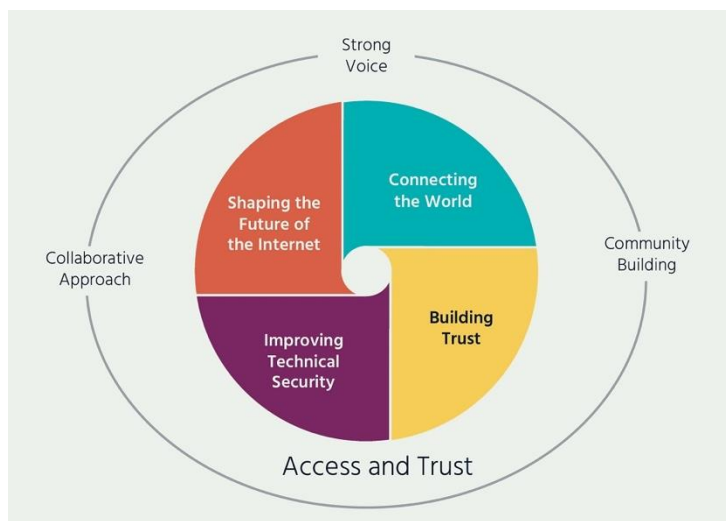 Strong
Voice
Connecting
the World
Shaping the
Future of
the Internet
Collaborative
Approach
Community
Building
Building
Trust
Improving
Technical
Security
Access and Trust